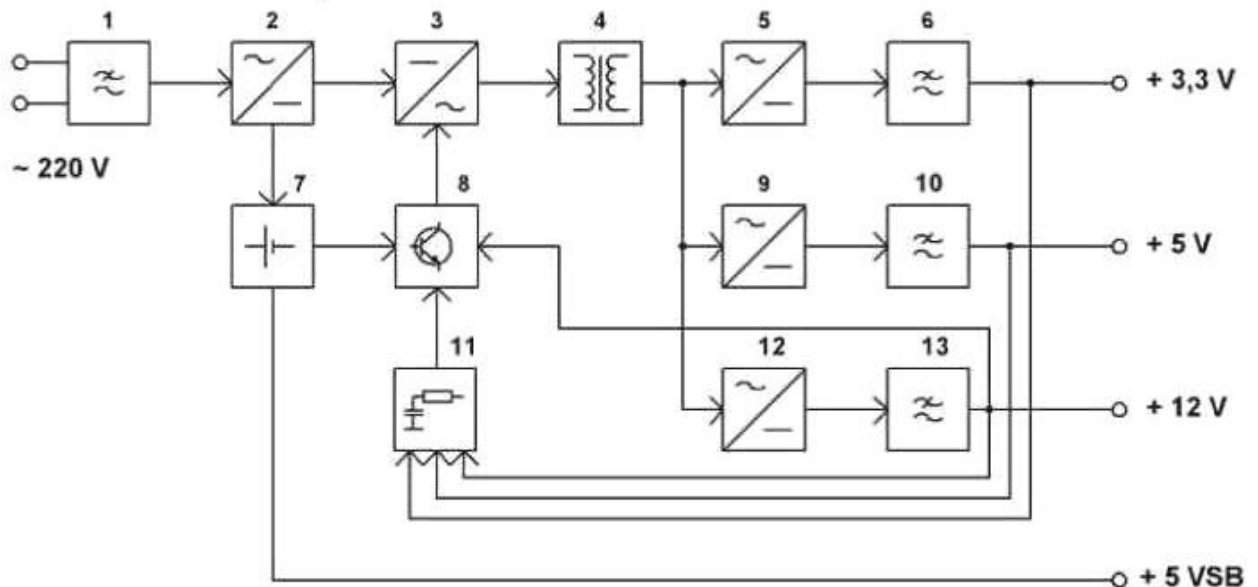 1 2 3 4 5 6
+ 3,3 V
~ 220 V
7 8 9 10
+ 5 V
11 12 13
+ 12 V
+ 5 VSB